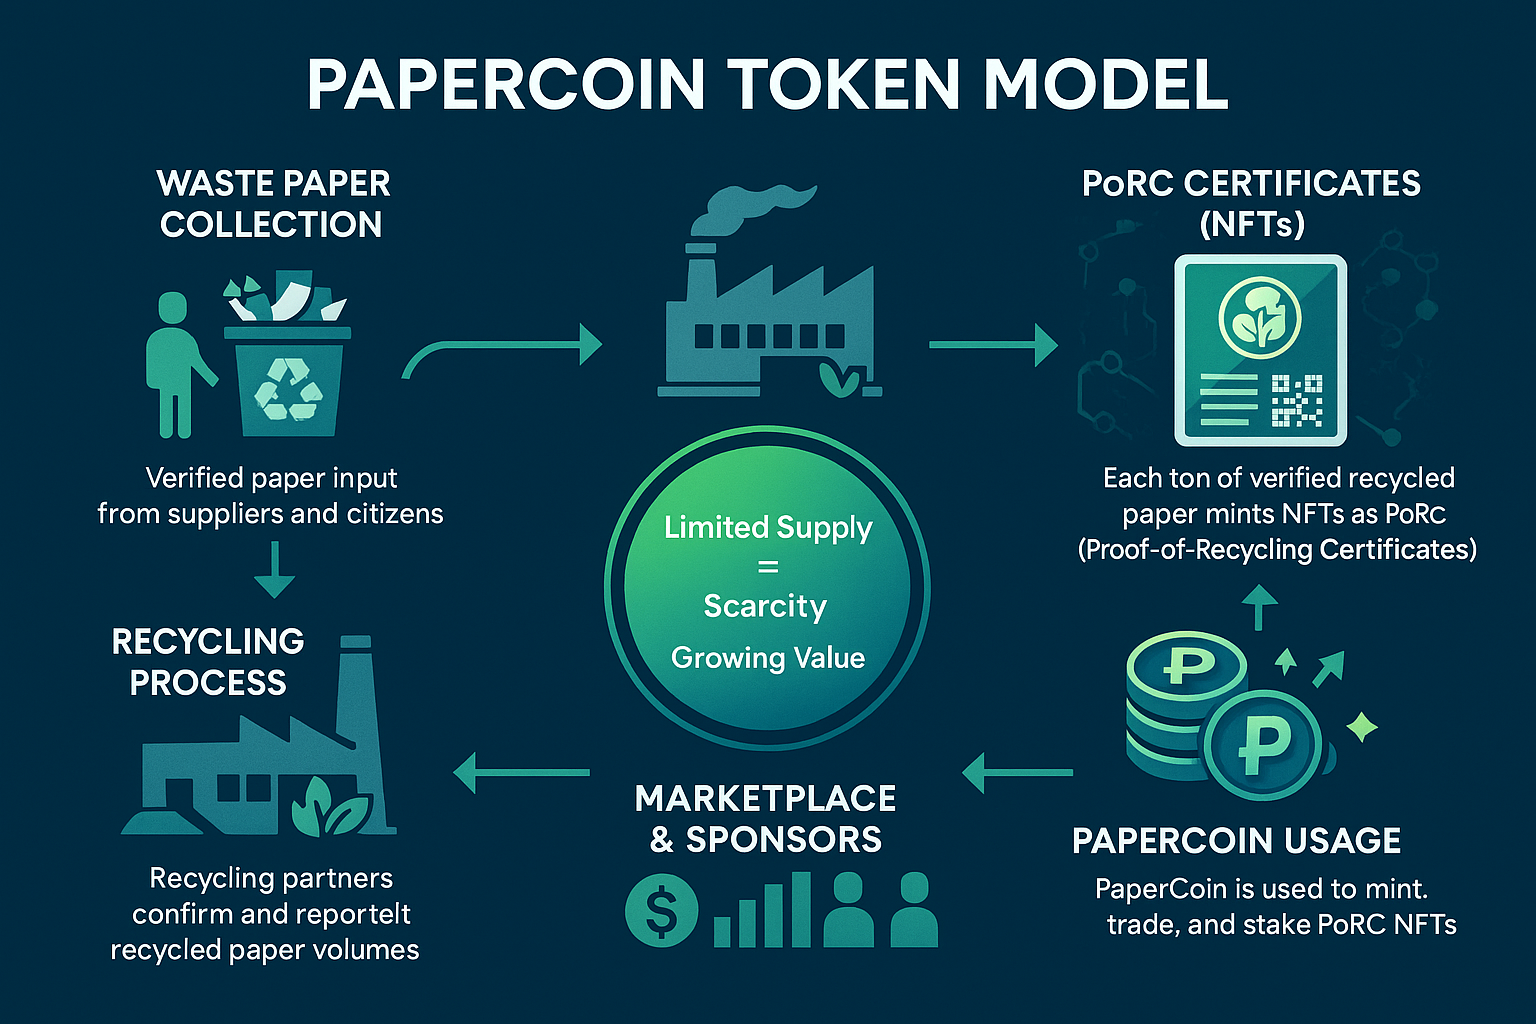 PAPERCOIN TOKEN MODEL
WASTE PAPER
COLLECTION
Verified paper input
from suppliers and citizens
PoRC CERTIFICATES
(NFTs)
Each ton of verified recycled
paper mints NFTs as PoRC
(Proof-of-Recycling Certificates)
Limited Supply
=
Scarcity
Growing Value
RECYCLING
PROCESS
Recycling partners
confirm and reportelt
recycled paper volumes
MARKETPLACE
& SPONSORS
$
P
P
PAPERCOIN USAGE
PaperCoin is used to mint.
trade, and stake PoRC NFTs